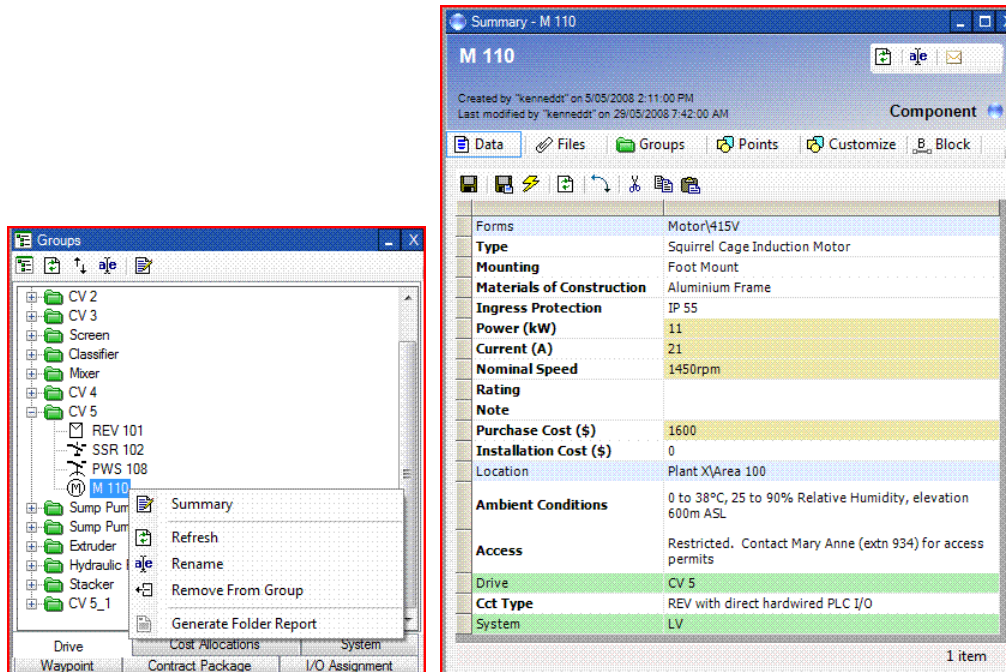 Groups
X
CV 2
CV 3
Screen
Classifier
Mixer
CV 4
CV 5
REV 101
SSR 102
PWS 108
M 110
Sump Pum
Sump Pum
Extruder
Hydraulic
Stacker
CV 5_1
Summary
Refresh
Rename
Remove From Group
Generate Folder Report
Drive Cost Allocations System
Waypoint Contract Package I/O Assignment
Summary - M 110
M 110
Created by "kenneddt" on 5/05/2008 2:11:00 PM
Last modified by "kenneddt" on 29/05/2008 7:42:00 AM
Component
Data Files Groups Points Customize B Block
Forms Motor\415V
Type Squirrel Cage Induction Motor
Mounting Foot Mount
Materials of Construction Aluminium Frame
Ingress Protection IP 55
Power (kW) 11
Current (A) 21
Nominal Speed 1450rpm
Rating
Note
Purchase Cost ($) 1600
Installation Cost ($) 0
Location Plant X\Area 100
Ambient Conditions 0 to 38°C, 25 to 90% Relative Humidity, elevation
600m ASL
Access Restricted. Contact Mary Anne (extn 934) for access
permits
Drive CV 5
Cct Type REV with direct hardwired PLC I/O
System LV
1 item